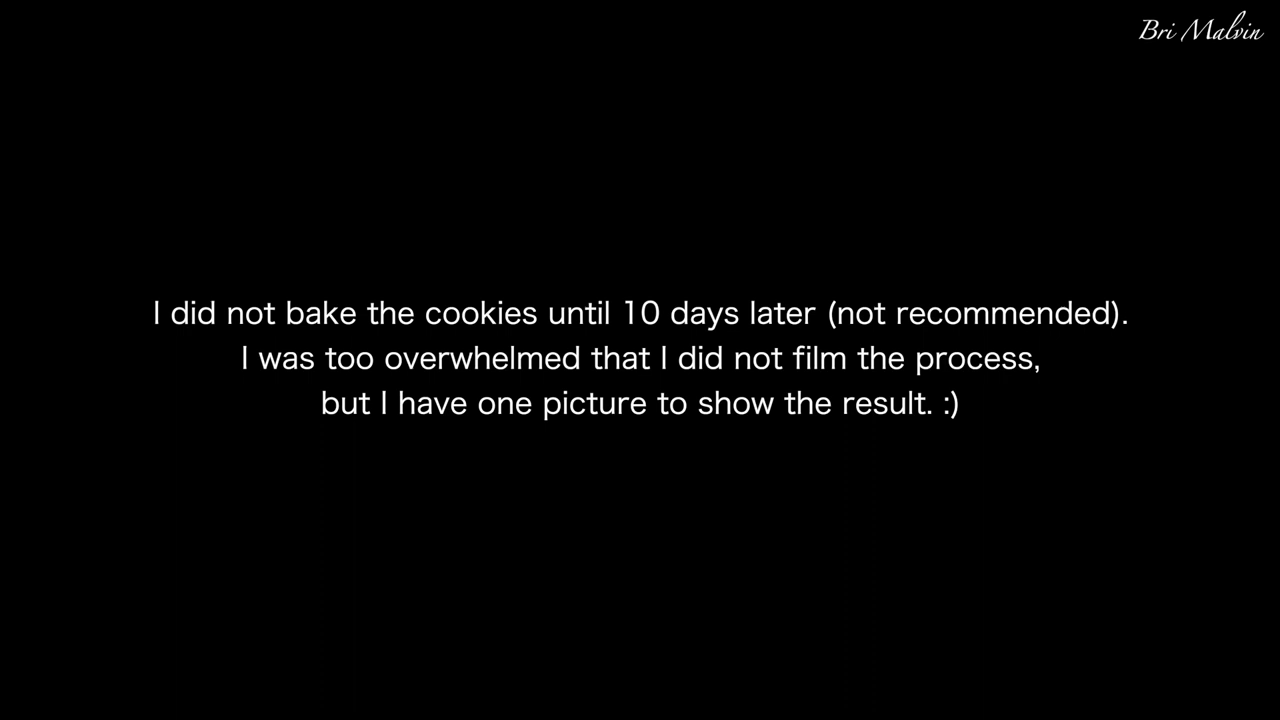 Bri Malvin
I did not bake the cookies until 10 days later (not recommended).
I was too overwhelmed that I did not film the process,
but I have one picture to show the result. :)